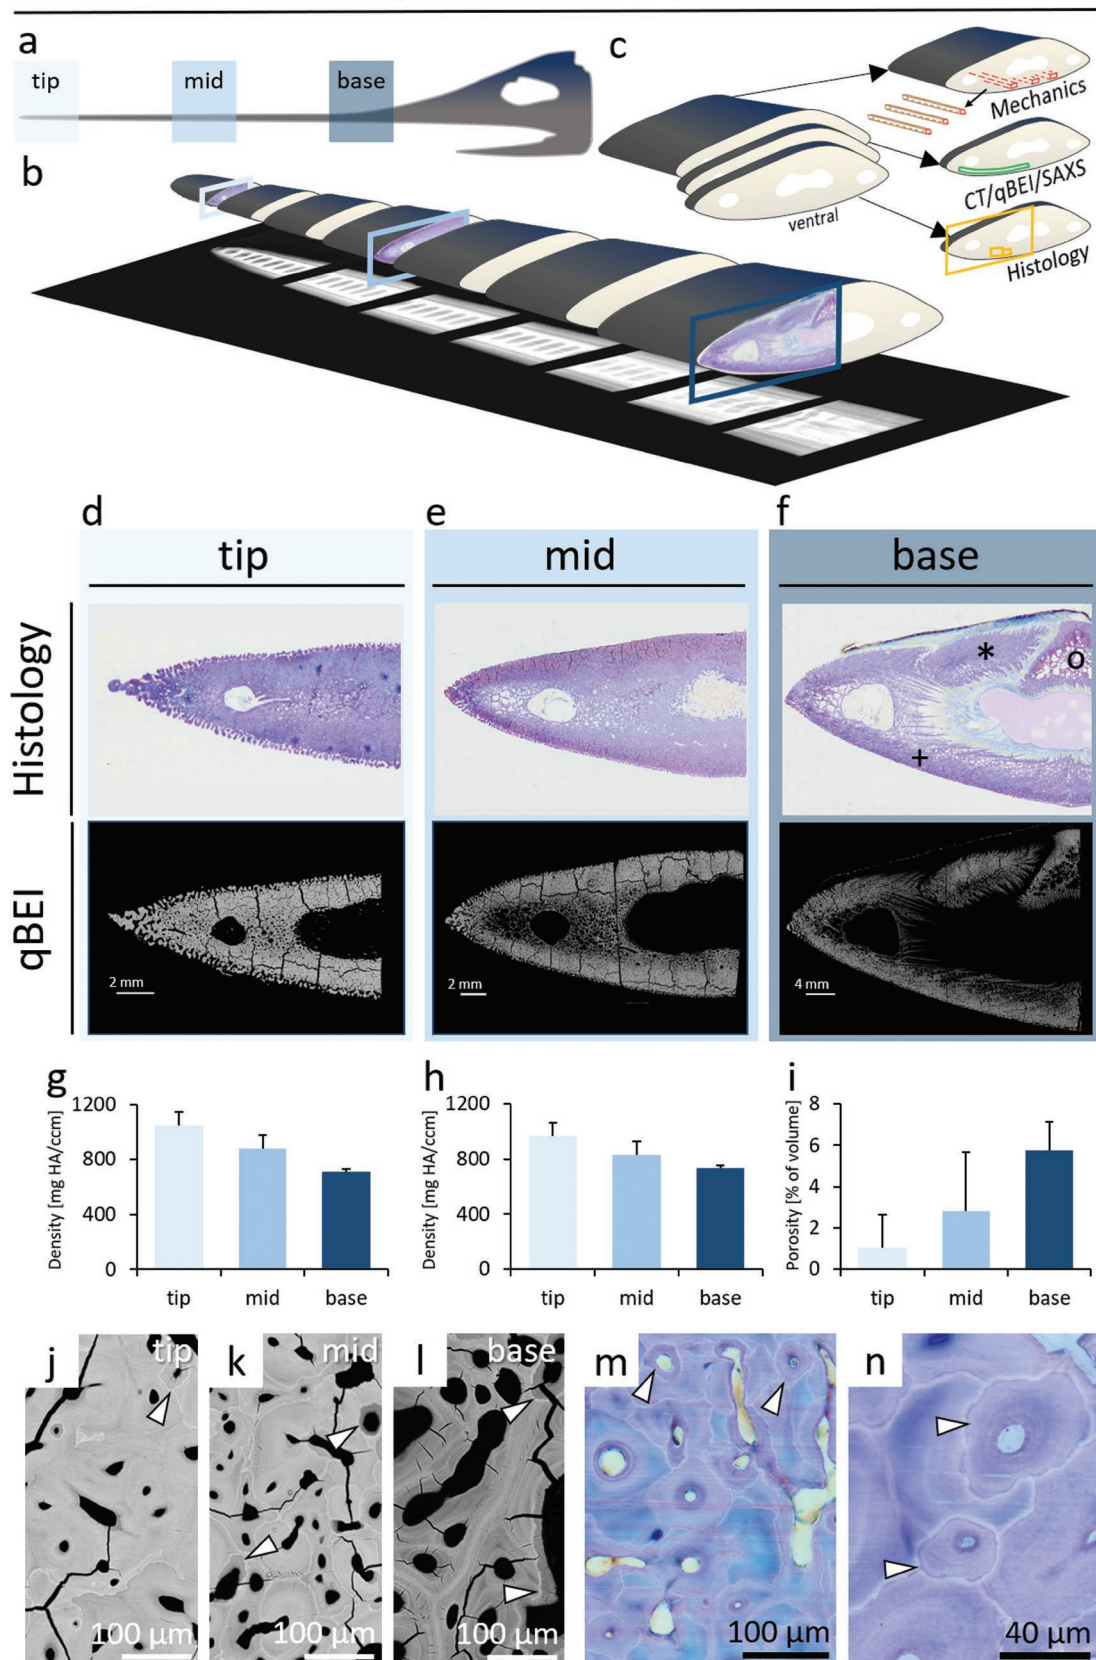 a
tip
mid
base
b
c
Mechanics
CT/qBEI/SAXS
ventral
Histology
d
e
f
tip
mid
base
Histology
*
o
+
qBEI
2 mm
2 mm
4 mm
g
Density [mg HA/ccm]
1200
800
400
0
tip
mid
base
h
Density [mg HA/ccm]
1200
800
400
0
tip
mid
base
i
Porosity [% of volume]
8
6
4
2
0
tip
mid
base
j
tip
100 µm
k
mid
100 µm
l
base
100 µm
m
100 µm
n
40 µm